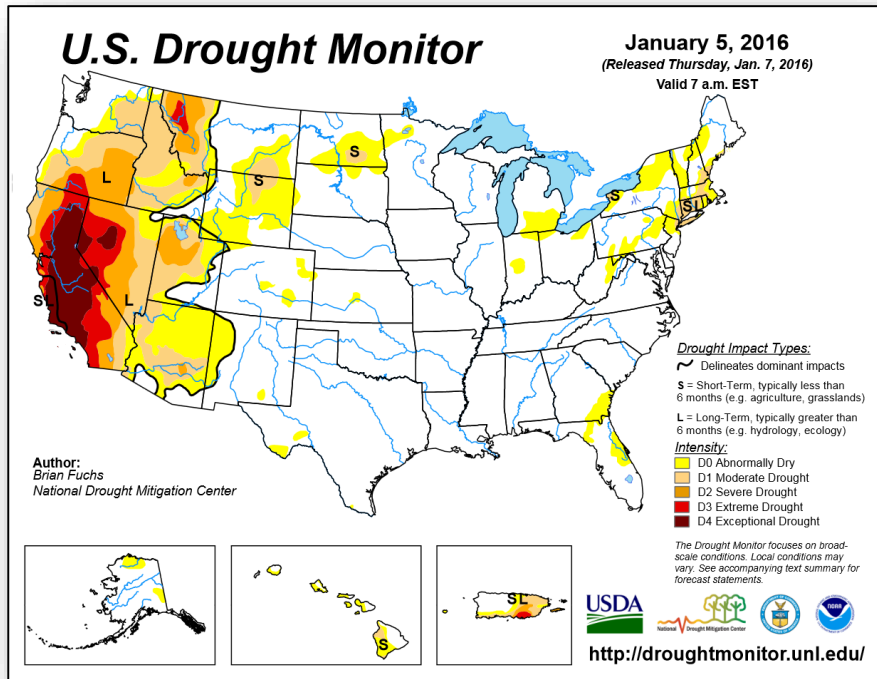 U.S. Drought Monitor
January 5, 2016
(Released Thursday, Jan. 7, 2016)
Valid 7 a.m. EST
L
S
S
S
SL
SL
L
Drought Impact Types:
Delineates dominant impacts
S = Short-Term, typically less than
6 months (e.g. agriculture, grasslands)
L = Long-Term, typically greater than
6 months (e.g. hydrology, ecology)
Intensity:
D0 Abnormally Dry
D1 Moderate Drought
D2 Severe Drought
D3 Extreme Drought
D4 Exceptional Drought
Author:
Brian Fuchs
National Drought Mitigation Center
The Drought Monitor focuses on broad-
scale conditions. Local conditions may
vary. See accompanying text summary for
forecast statements.
S
SL
USDA
National Drought Mitigation Center
NOAA
http://droughtmonitor.unl.edu/